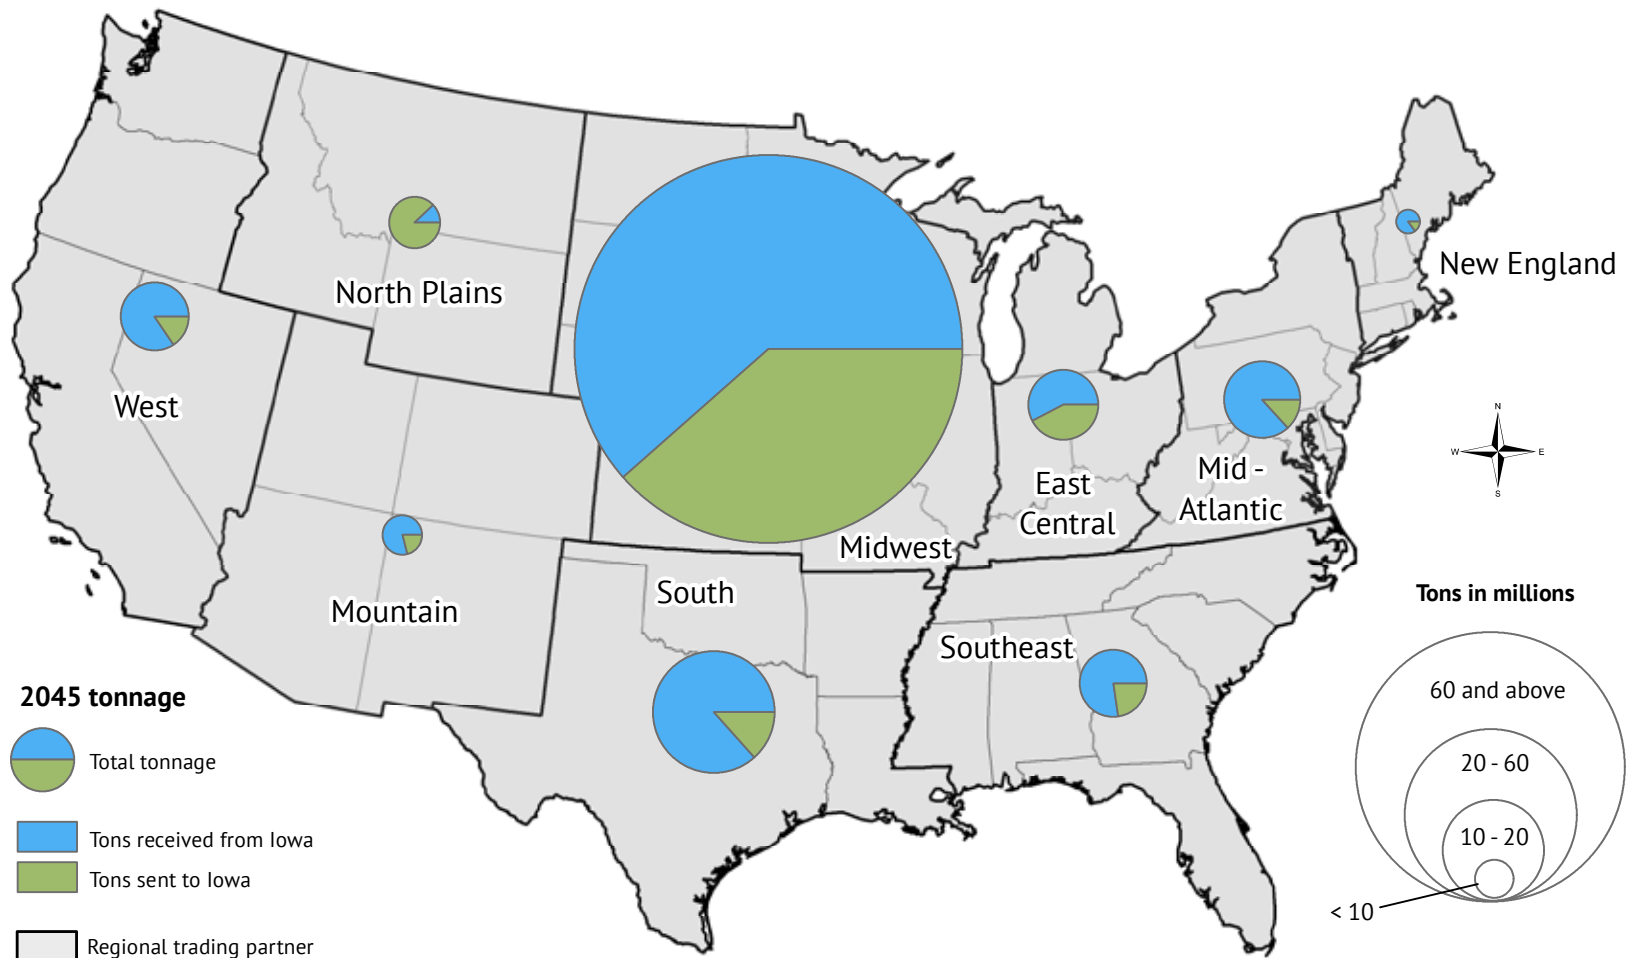 New England
North Plains
West
East
Central
Mid -
Atlantic
Midwest
South
Mountain
Southeast
N
W
E
S
2045 tonnage
Total tonnage
Tons received from Iowa
Tons sent to Iowa
Regional trading partner
Tons in millions
60 and above
20 - 60
10 - 20
< 10